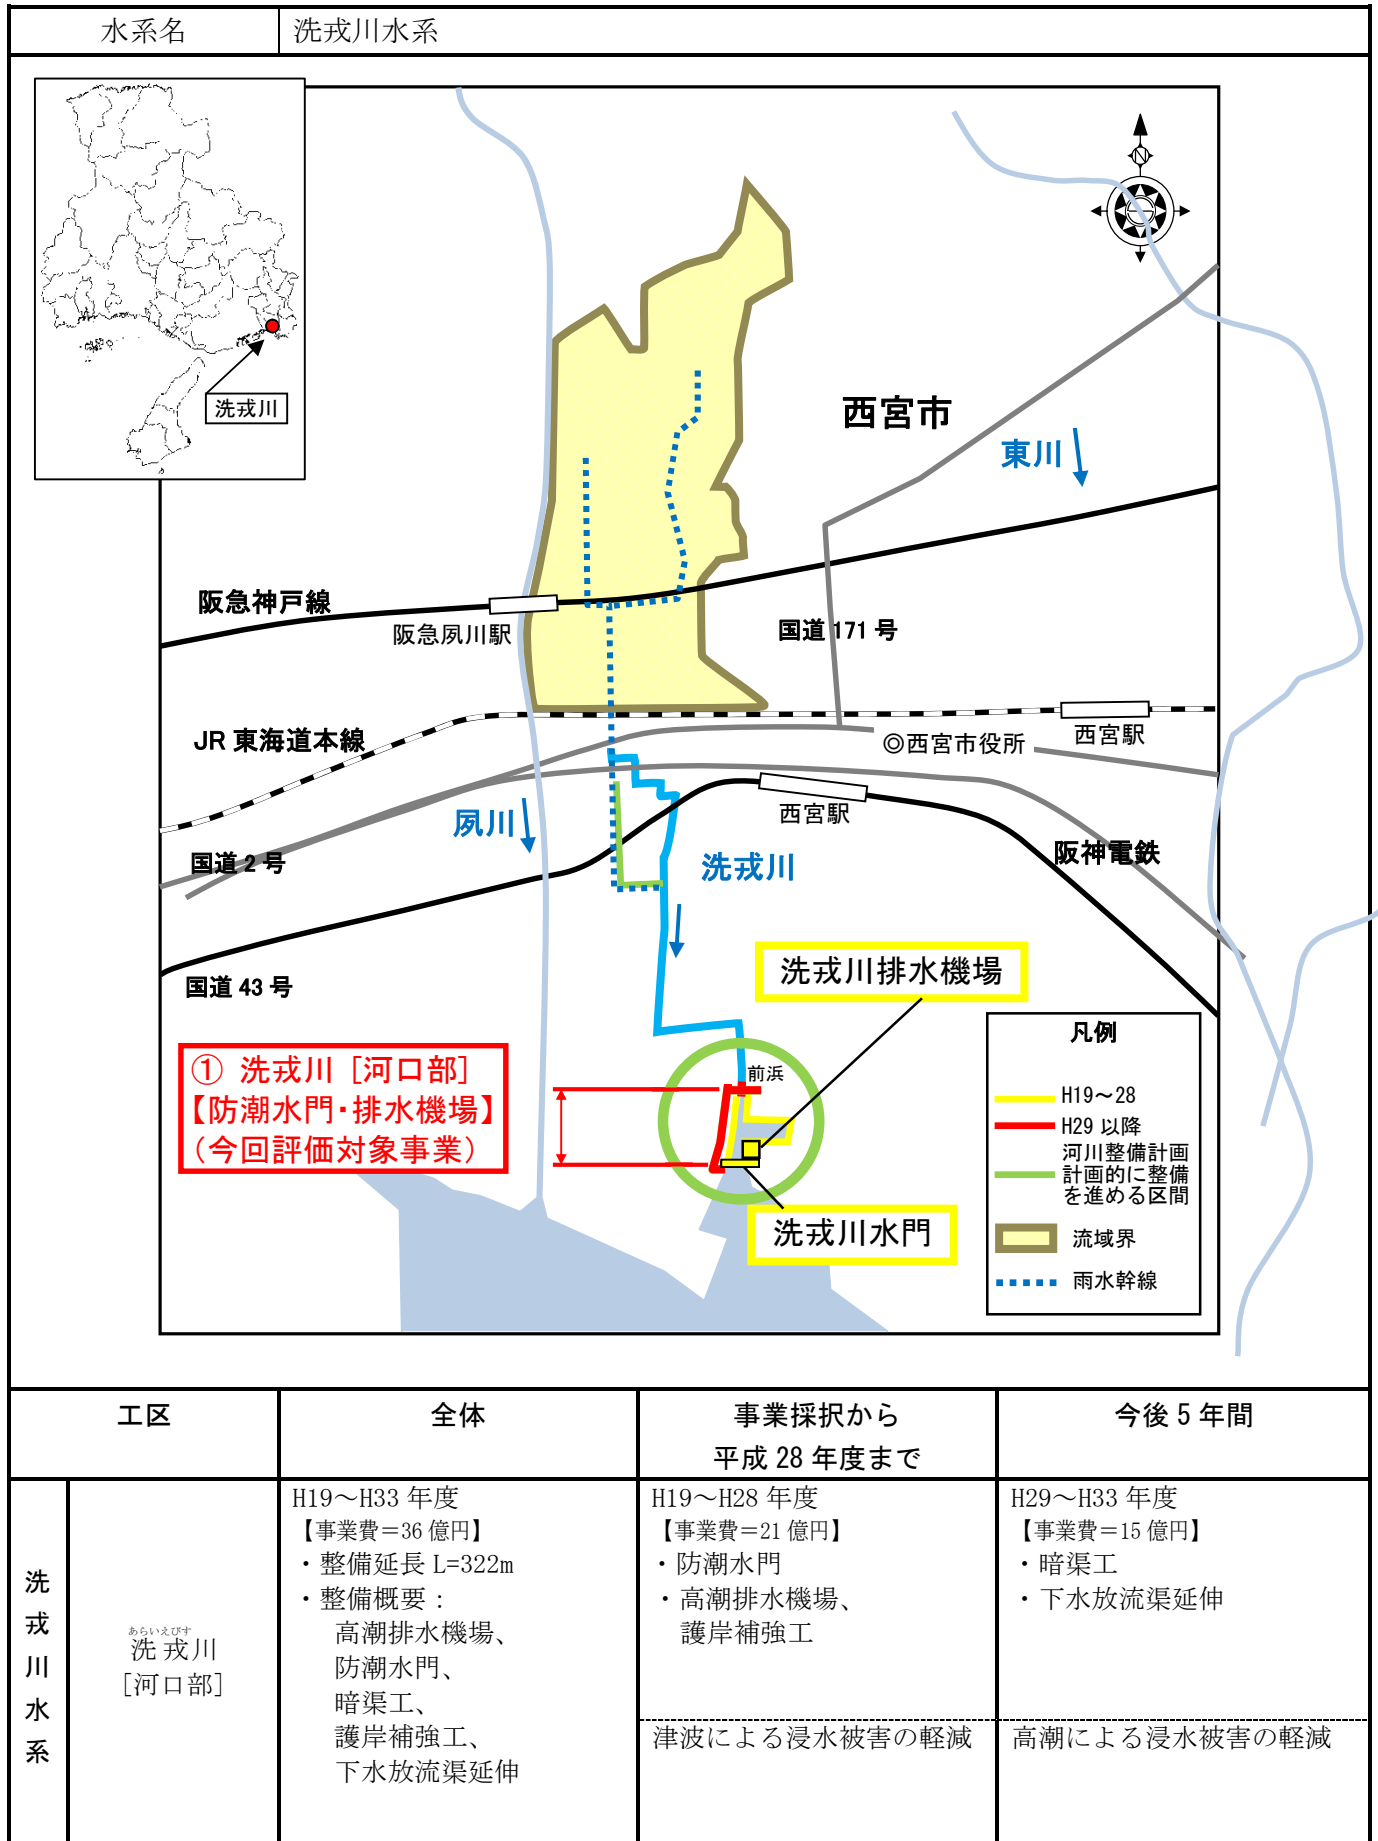 水系名
洗戎川水系
洗戎川
N
西宮市
東川
阪急神戸線
阪急夙川駅
国道 171 号
JR 東海道本線
◎西宮市役所
西宮駅
夙川
西宮駅
国道 2 号
洗戎川
阪神電鉄
国道 43 号
洗戎川排水機場
① 洗戎川［河口部］
【防潮水門・排水機場】
（今回評価対象事業）
前浜
洗戎川水門
凡例
H19～28
H29 以降
河川整備計画
計画的に整備
を進める区間
流域界
雨水幹線
工区
全体
事業採択から
平成 28 年度まで
今後 5 年間
洗戎川水系
あらいえびす
洗戎川
［河口部］
H19～H33 年度
【事業費＝36 億円】
・整備延長 L=322m
・整備概要：
高潮排水機場、
防潮水門、
暗渠工、
護岸補強工、
下水放流渠延伸
H19～H28 年度
【事業費＝21 億円】
・防潮水門
・高潮排水機場、
護岸補強工
津波による浸水被害の軽減
H29～H33 年度
【事業費＝15 億円】
・暗渠工
・下水放流渠延伸
高潮による浸水被害の軽減